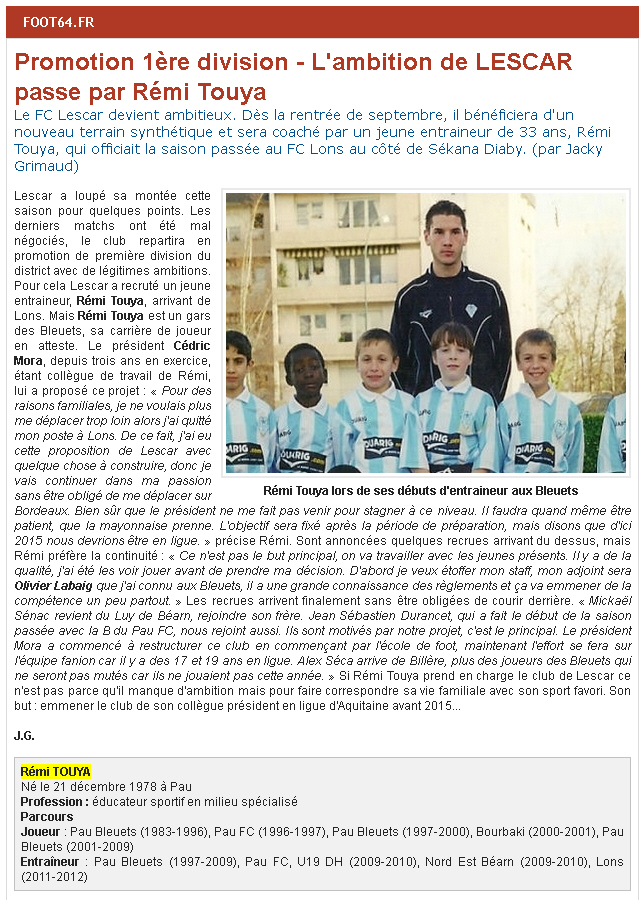 FOOT64.FR
Promotion 1ère division - L'ambition de LESCAR
passe par Rémi Touya
Le FC Lescar devient ambitieux. Dès la rentrée de septembre, il bénéficiera d'un
nouveau terrain synthétique et sera coaché par un jeune entraineur de 33 ans, Rémi
Touya, qui officiait la saison passée au FC Lons au côté de Sékana Diaby. (par Jacky
Grimaud)
Lescar a loupé sa montée cette
saison pour quelques points. Les
derniers matchs ont été mal
négociés, le club repartira en
promotion de première division du
district avec de légitimes ambitions.
Pour cela Lescar a recruté un jeune
entraineur, Rémi Touya, arrivant de
Lons. Mais Rémi Touya est un gars
des Bleuets, sa carrière de joueur
en atteste. Le président Cédric
Mora, depuis trois ans en exercice,
étant collègue de travail de Rémi,
lui a proposé ce projet : « Pour des
raisons familiales, je ne voulais plus
me déplacer trop loin alors j'ai quitté
mon poste à Lons. De ce fait, j'ai eu
cette proposition de Lescar avec
quelque chose à construire, donc je
vais continuer dans ma passion
sans être obligé de me déplacer sur
OUARIG
DUARIG
DUARIG
Rémi Touya lors de ses débuts d'entraineur aux Bleuets
Bordeaux. Bien sûr que le président ne me fait pas venir pour stagner à ce niveau. Il faudra quand même être
patient, que la mayonnaise prenne. L'objectif sera fixé après la période de préparation, mais disons que d'ici
2015 nous devrions être en ligue. » précise Rémi. Sont annoncées quelques recrues arrivant du dessus, mais
Rémi préfère la continuité : « Ce n'est pas le but principal, on va travailler avec les jeunes présents. Il y a de la
qualité, j'ai été les voir jouer avant de prendre ma décision. D'abord je veux étoffer mon staff, mon adjoint sera
Olivier Labaig que j'ai connu aux Bleuets, il a une grande connaissance des règlements et ça va emmener de la
compétence un peu partout. » Les recrues arrivent finalement sans être obligées de courir derrière. « Mickaël
Sénac revient du Luy de Béarn, rejoindre son frère. Jean Sébastien Durancet, qui a fait le début de la saison
passée avec la B du Pau FC, nous rejoint aussi. Ils sont motivés par notre projet, c'est le principal. Le président
Mora a commencé à restructurer ce club en commençant par l'école de foot, maintenant l'effort se fera sur
l'équipe fanion car il y a des 17 et 19 ans en ligue. Alex Séca arrive de Billère, plus des joueurs des Bleuets qui
ne seront pas mutés car ils ne jouaient pas cette année. » Si Rémi Touya prend en charge le club de Lescar ce
n'est pas parce qu'il manque d'ambition mais pour faire correspondre sa vie familiale avec son sport favori. Son
but : emmener le club de son collègue président en ligue d'Aquitaine avant 2015...
J.G.
Rémi TOUYA
Né le 21 décembre 1978 à Pau
Profession : éducateur sportif en milieu spécialisé
Parcours
Joueur : Pau Bleuets (1983-1996), Pau FC (1996-1997), Pau Bleuets (1997-2000), Bourbaki (2000-2001), Pau
Bleuets (2001-2009)
Entraîneur : Pau Bleuets (1997-2009), Pau FC, U19 DH (2009-2010), Nord Est Béarn (2009-2010), Lons
(2011-2012)